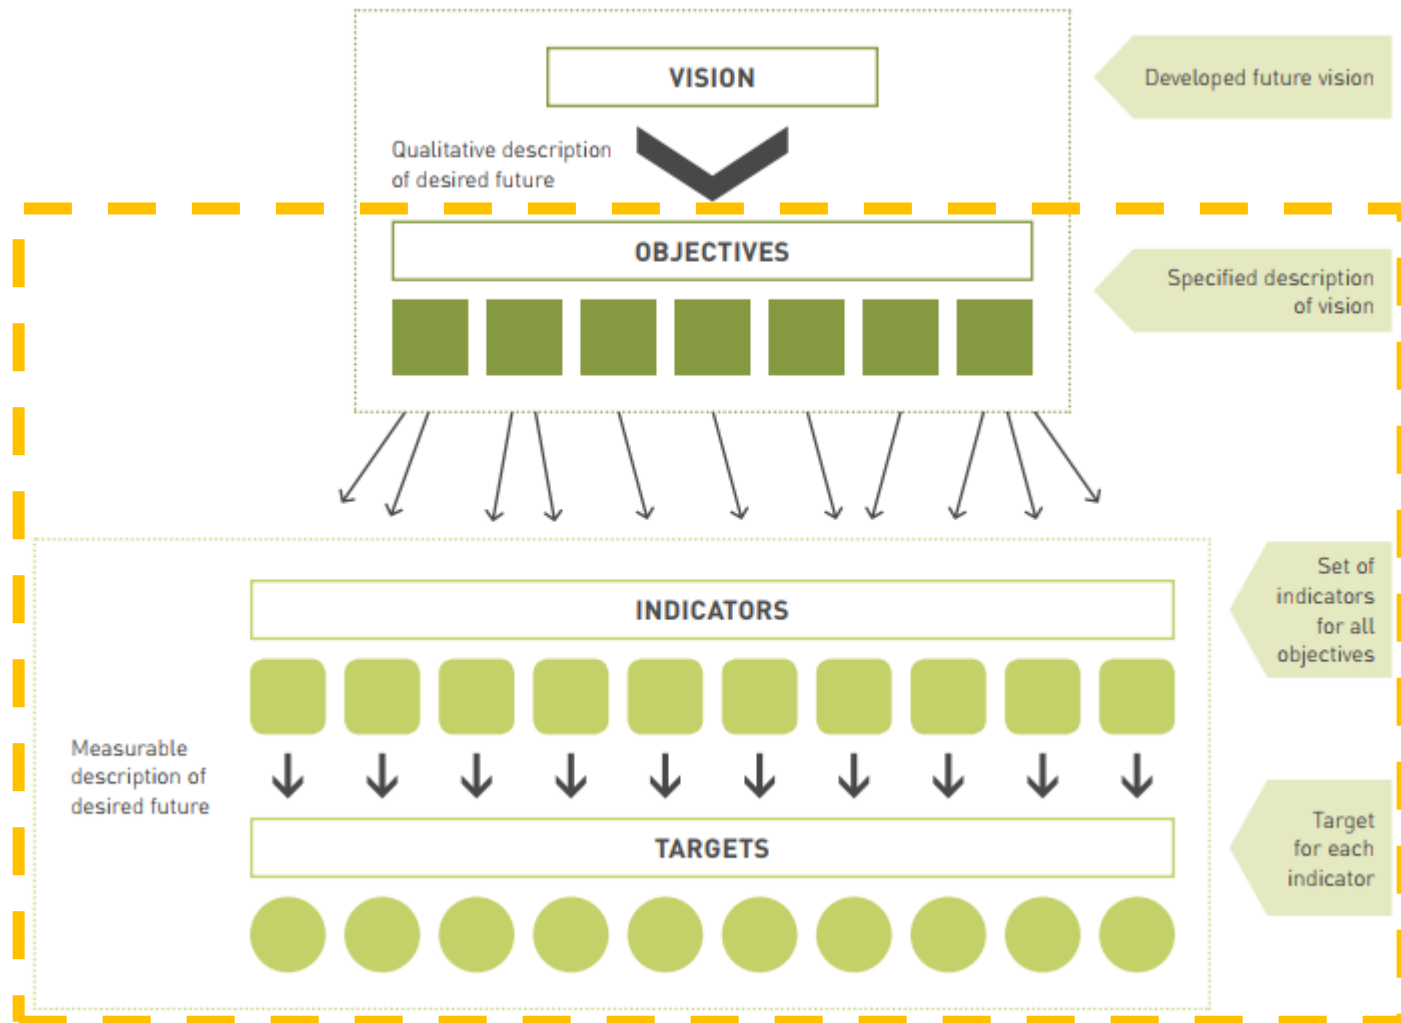 VISION
Developed future vision
Qualitative description
of desired future
OBJECTIVES
Specified description
of vision
INDICATORS
Set of
indicators
for all
objectives
Measurable
description of
desired future
TARGETS
Target
for each
indicator